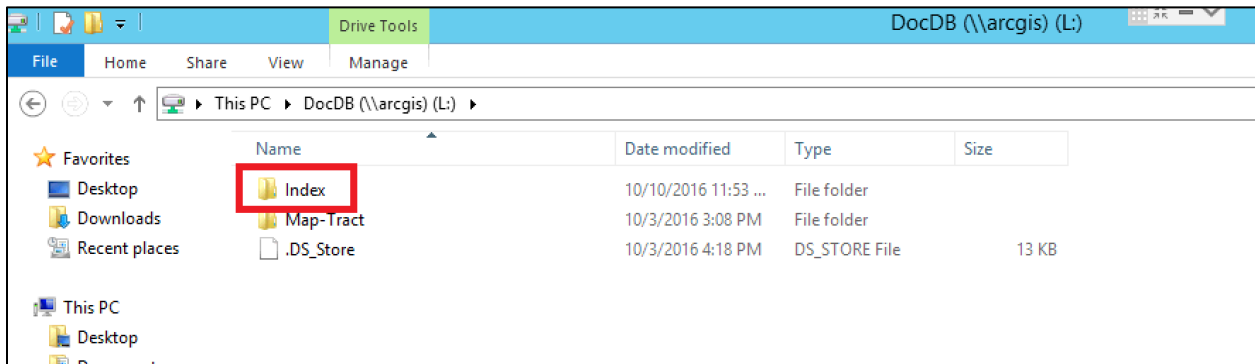 Drive Tools
DocDB (\\arcgis) (L:)
File Home Share View Manage
This PC DocDB (\\arcgis) (L:)
Name Date modified Type Size
Favorites
Desktop
Downloads
Recent places
This PC
Desktop
Index 10/10/2016 11:53 ... File folder
Map-Tract 10/3/2016 3:08 PM File folder
.DS_Store 10/3/2016 4:18 PM DS_STORE File 13 KB